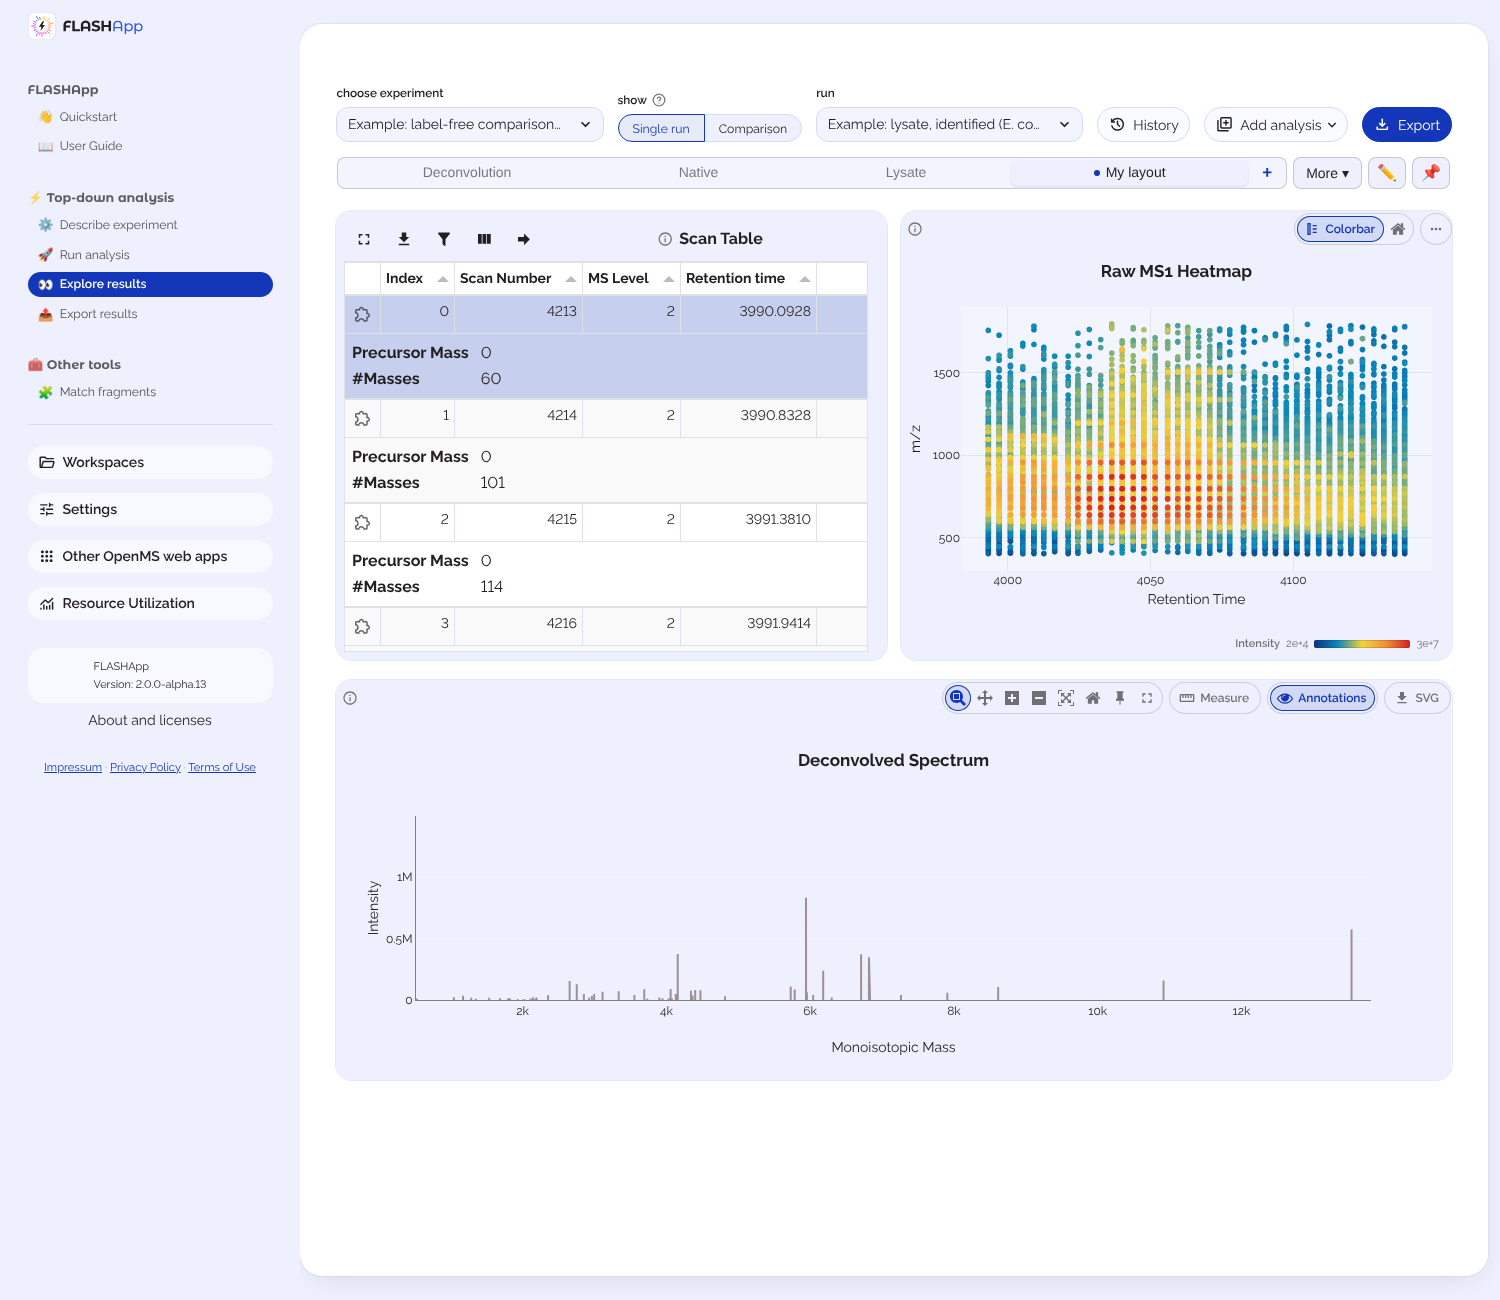 FLASHApp
FLASHApp
👋 Quickstart
📖 User Guide
⚡ Top-down analysis
⚙️ Describe experiment
🚀 Run analysis
👀 Explore results
📤 Export results
🧰 Other tools
🧩 Match fragments
Workspaces
Settings
Other OpenMS web apps
Resource Utilization
FLASHApp
Version: 2.0.0-alpha.13
About and licenses
Impressum · Privacy Policy · Terms of Use
choose experiment
Example: label-free comparison...
show
Single run Comparison
run
Example: lysate, identified (E. co...
History
Add analysis
Export
Deconvolution Native Lysate • My layout + More ▾
Scan Table
Index Scan Number MS Level Retention time
0 4213 2 3990.0928
Precursor Mass 0
#Masses 60
1 4214 2 3990.8328
Precursor Mass 0
#Masses 101
2 4215 2 3991.3810
Precursor Mass 0
#Masses 114
3 4216 2 3991.9414
Colorbar
Raw MS1 Heatmap
m/z
1500
1000
500
4000 4050 4100
Retention Time
Intensity 2e+4 3e+7
Measure
Annotations
SVG
Deconvolved Spectrum
Intensity
1M
0.5M
0
2k 4k 6k 8k 10k 12k
Monoisotopic Mass